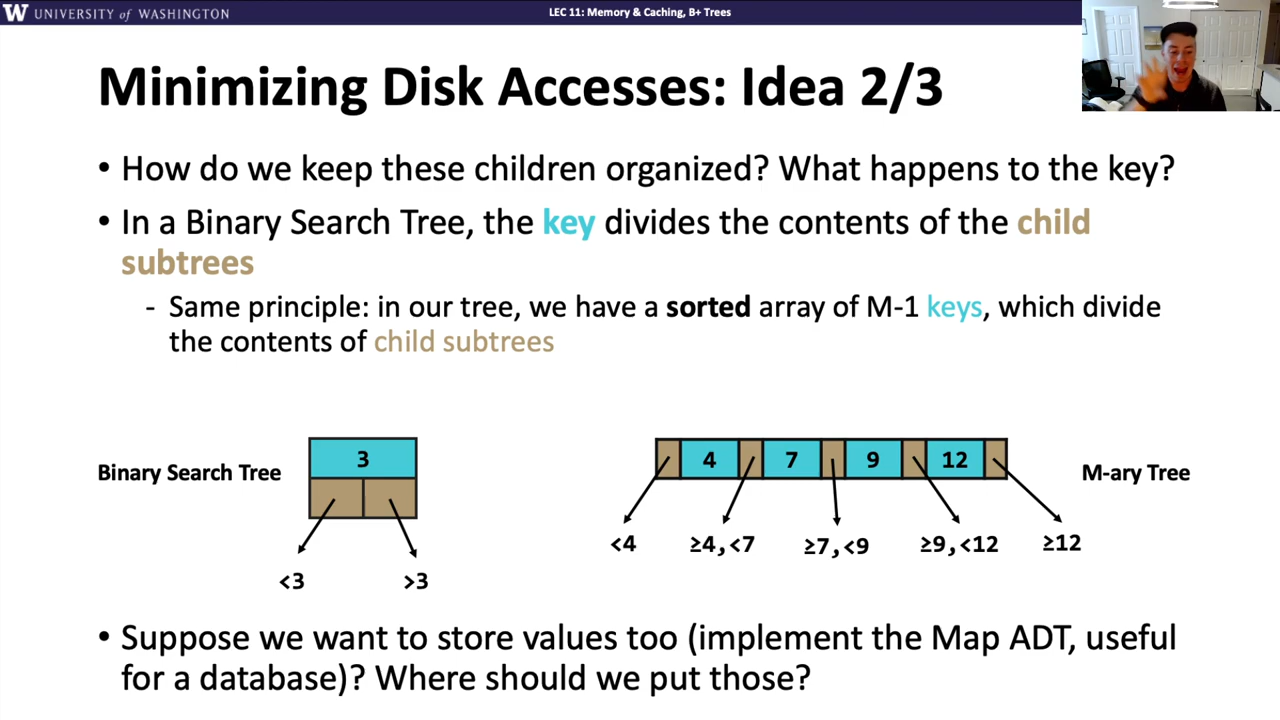 W UNIVERSITY of WASHINGTON
LEC 11: Memory & Caching, B+ Trees
Minimizing Disk Accesses: Idea 2/3
• How do we keep these children organized? What happens to the key?
• In a Binary Search Tree, the key divides the contents of the child
subtrees
- Same principle: in our tree, we have a sorted array of M-1 keys, which divide
the contents of child subtrees
Binary Search Tree
3
<3
>3
4 7 9 12
M-ary Tree
<4
≥4,<7
≥7,<9
≥9,<12
≥12
• Suppose we want to store values too (implement the Map ADT, useful
for a database)? Where should we put those?